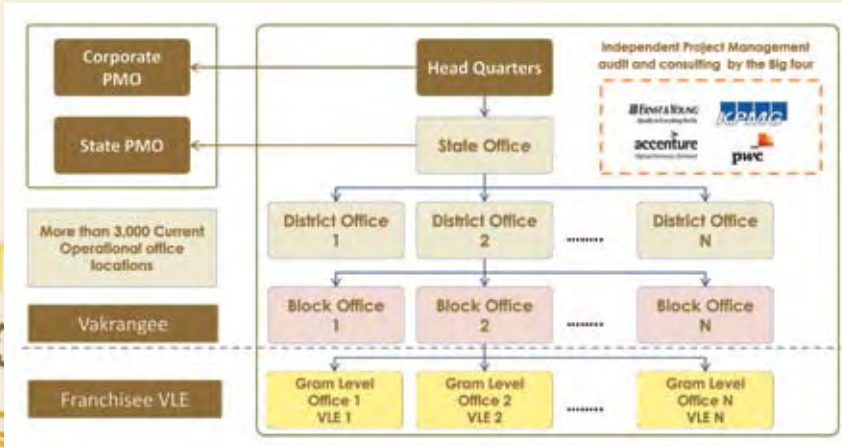 Corporate
PMO
State PMO
More than 3,000 Current
Operational office
locations
Vakrangee
Franchisee VLE
Head Quarters
State Office
Independent Project Management
audit and consulting by the Big four
ERNST & YOUNG
KPMG
accenture
pwc
District Office
1
District Office
2
........
District Office
N
Block Office
1
Block Office
2
........
Block Office
N
Gram Level
Office 1
VLE 1
Gram Level
Office 2
VLE 2
........
Gram Level
Office N
VLE N